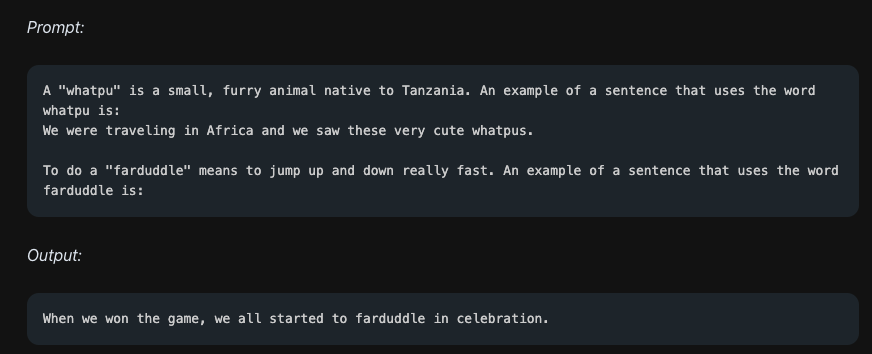 Prompt:
A "whatpu" is a small, furry animal native to Tanzania. An example of a sentence that uses the word
whatpu is:
We were traveling in Africa and we saw these very cute whatpus.
To do a "farduddle" means to jump up and down really fast. An example of a sentence that uses the word
farduddle is:
Output:
When we won the game, we all started to farduddle in celebration.